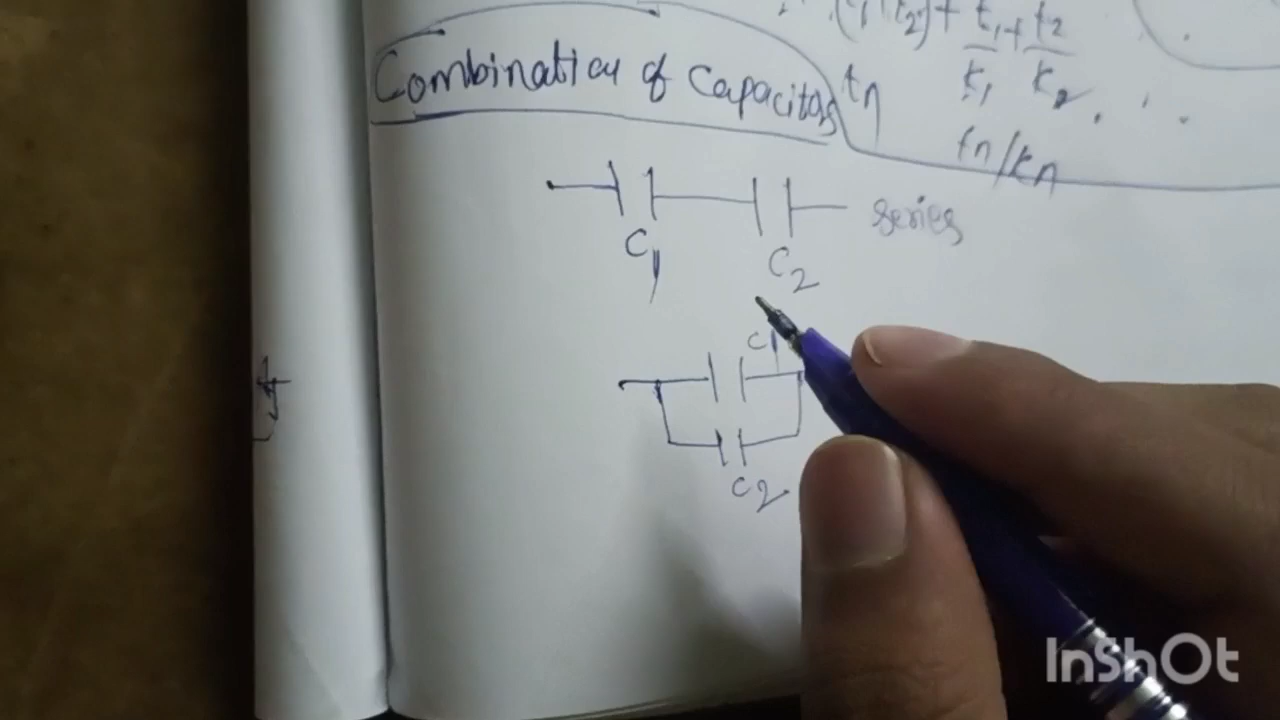 t₁ + t₂
k₁ k₂ . . .
tn
tn/kn
Combination of Capacitors
series
C₁
C₂
C₁
C₂
InShOt